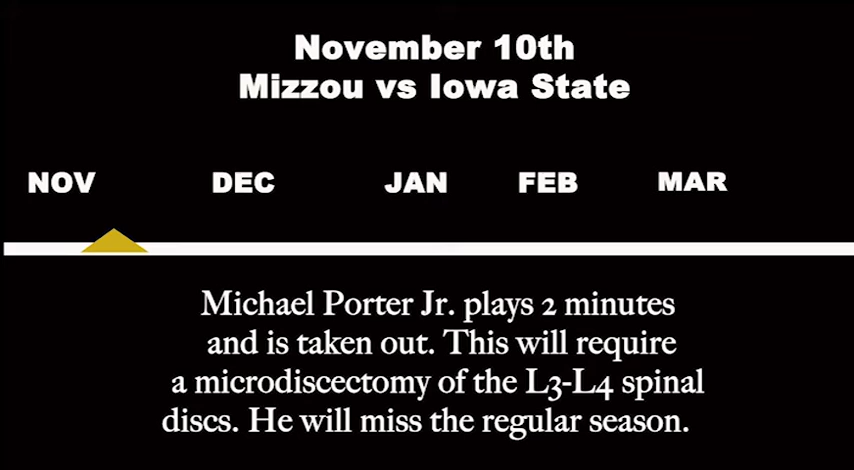 November 10th
Mizzou vs Iowa State
NOV DEC JAN FEB MAR
Michael Porter Jr. plays 2 minutes
and is taken out. This will require
a microdiscectomy of the L3-L4 spinal
discs. He will miss the regular season.